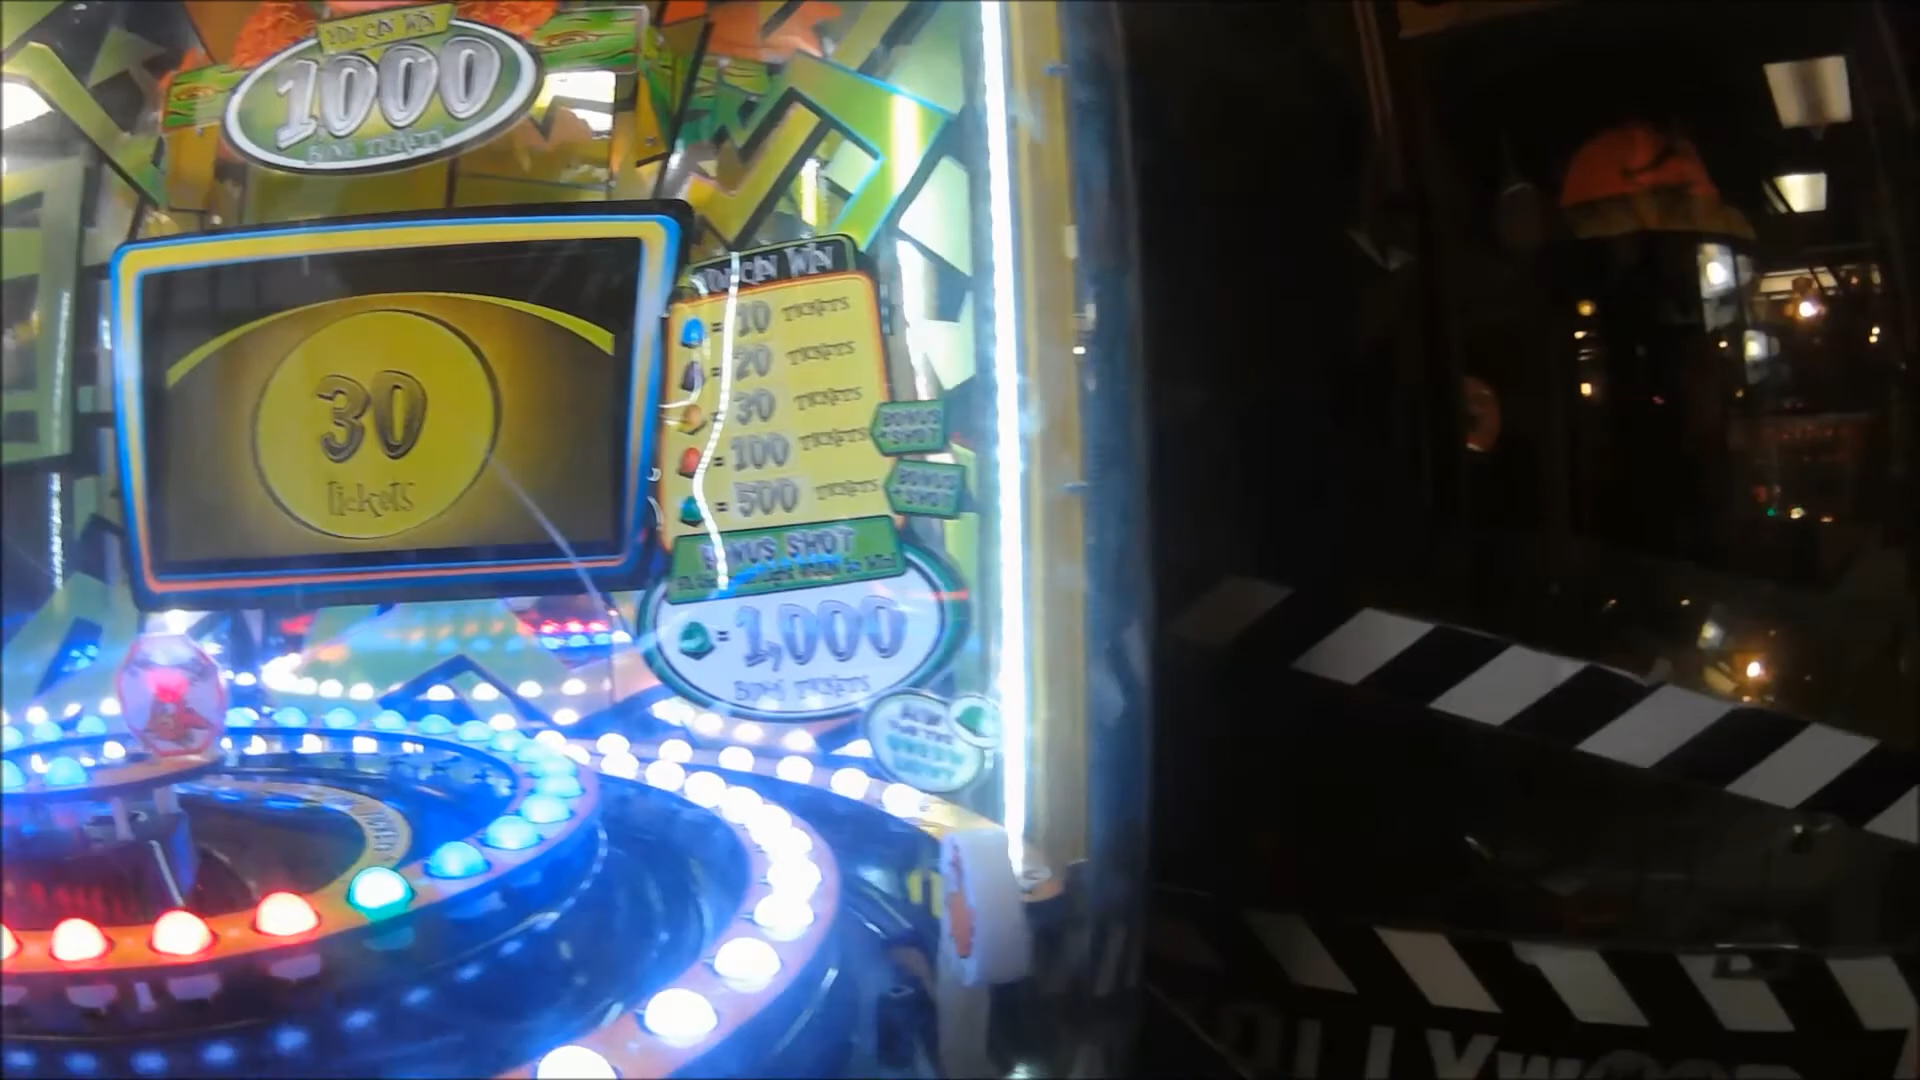 YOU CAN WIN
1000
BONUS TICKETS
30
Tickets
YOU CAN WIN
= 10 TICKETS
= 20 TICKETS
= 30 TICKETS
= 100 TICKETS
BONUS
SHOT
= 500 TICKETS
BONUS
SHOT
BONUS SHOT
= 1,000
BONUS TICKETS
OLLYWOOD